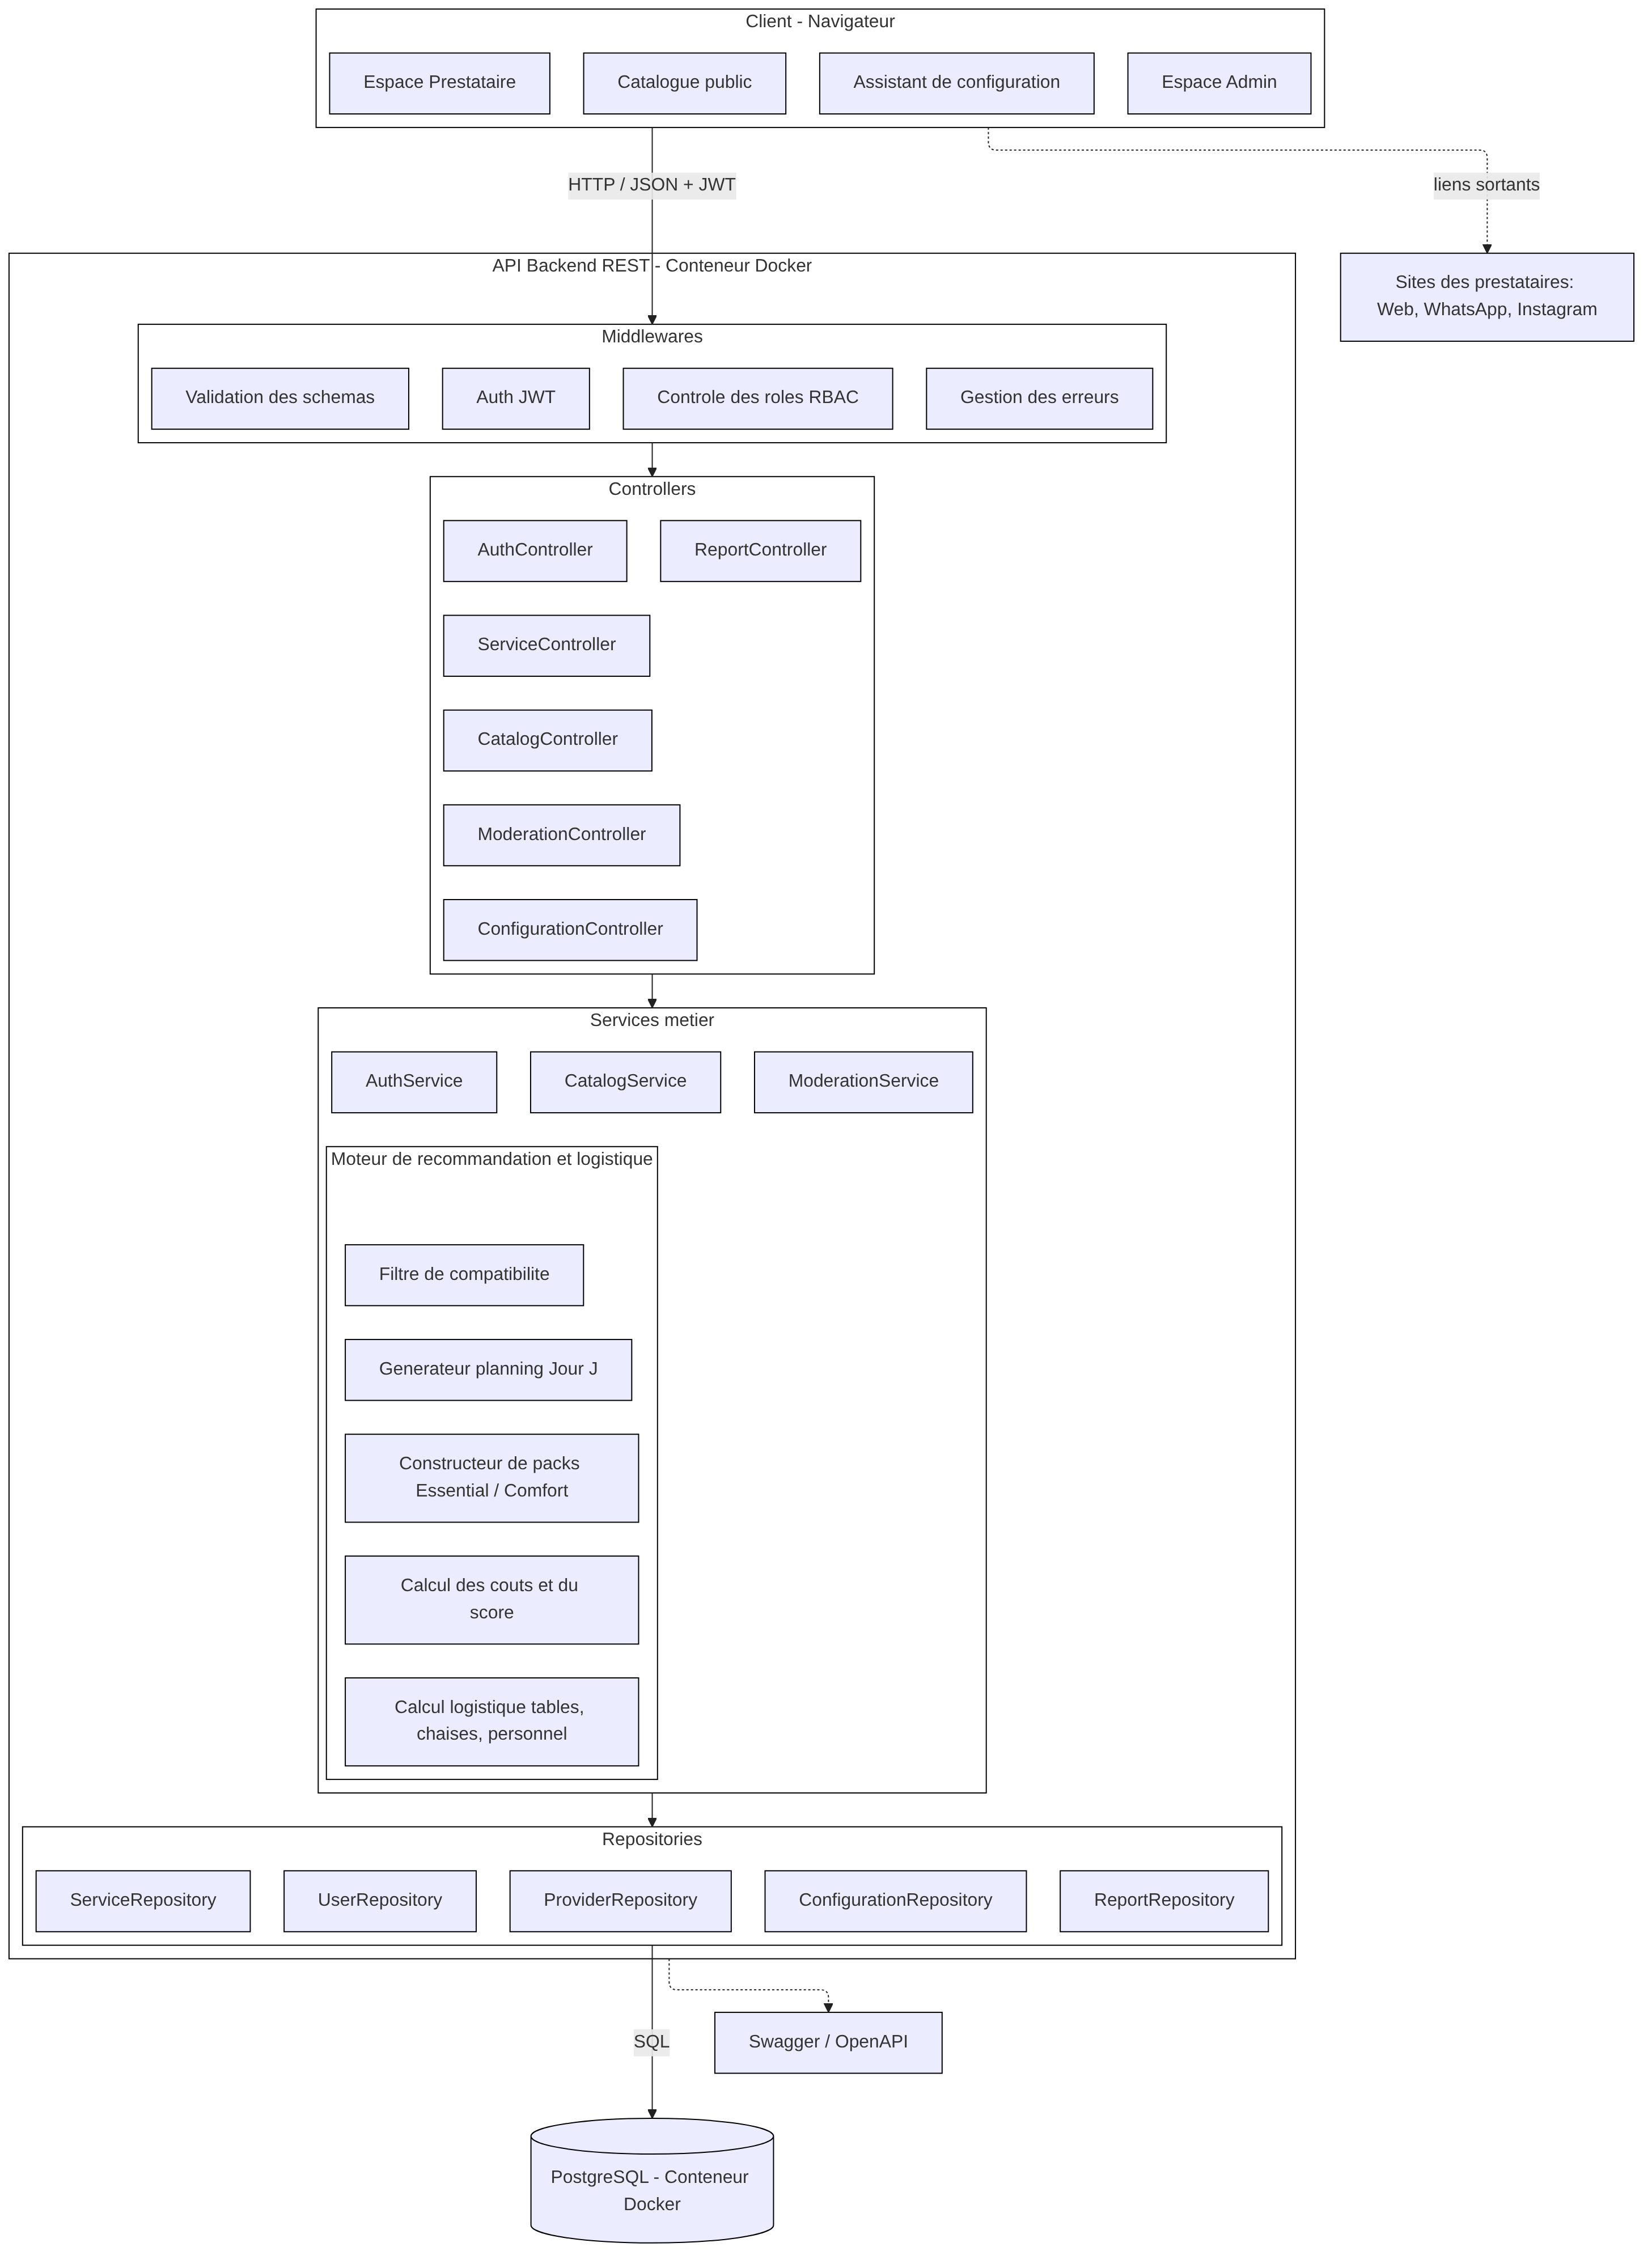 Client - Navigateur
Espace Prestataire
Catalogue public
Assistant de configuration
Espace Admin
HTTP / JSON + JWT
liens sortants
API Backend REST - Conteneur Docker
Sites des prestataires:
Web, WhatsApp, Instagram
Middlewares
Validation des schemas
Auth JWT
Controle des roles RBAC
Gestion des erreurs
Controllers
AuthController
ReportController
ServiceController
CatalogController
ModerationController
ConfigurationController
Services metier
AuthService
CatalogService
ModerationService
Moteur de recommandation et logistique
Filtre de compatibilite
Generateur planning Jour J
Constructeur de packs
Essential / Comfort
Calcul des couts et du
score
Calcul logistique tables,
chaises, personnel
Repositories
ServiceRepository
UserRepository
ProviderRepository
ConfigurationRepository
ReportRepository
SQL
Swagger / OpenAPI
PostgreSQL - Conteneur
Docker